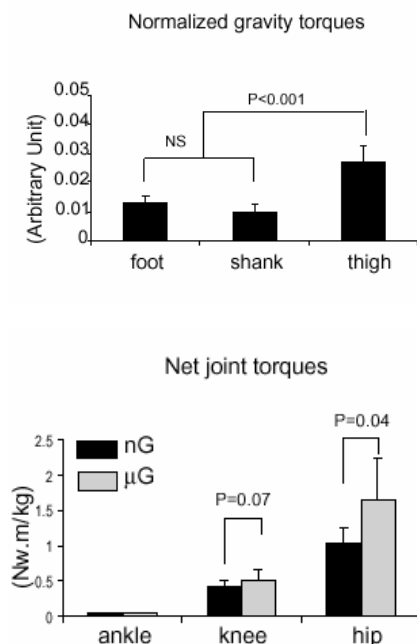 Normalized gravity torques
(Arbitrary Unit)
0.05
0.04
0.03
0.02
0.01
0
NS
P<0.001
foot shank thigh
Net joint torques
(Nw.m/kg)
2.5
2
1.5
1
0.5
0
nG
µG
P=0.07
P=0.04
ankle knee hip